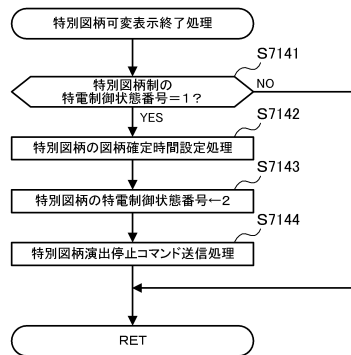 特別図柄可変表示終了処理
S7141
特別図柄制の
特電制御状態番号=1?
NO
YES
S7142
特別図柄の図柄確定時間設定処理
S7143
特別図柄の特電制御状態番号←2
S7144
特別図柄演出停止コマンド送信処理
RET